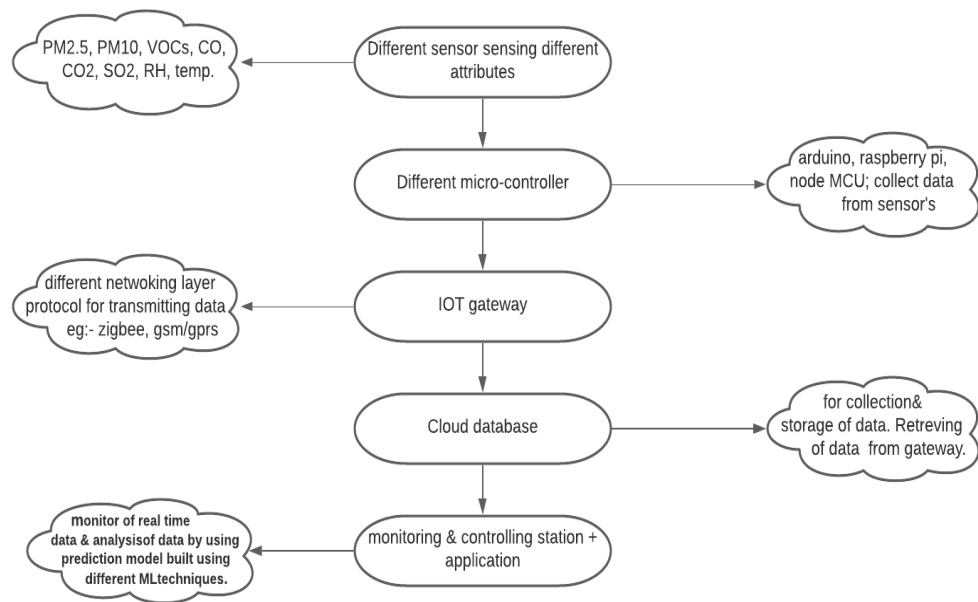 PM2.5, PM10, VOCs, CO,
CO2, SO2, RH, temp.
Different sensor sensing different
attributes
Different micro-controller
arduino, raspberry pi,
node MCU; collect data
from sensor's
different netwoking layer
protocol for transmitting data
eg:- zigbee, gsm/gprs
IOT gateway
Cloud database
for collection&
storage of data. Retreving
of data from gateway.
monitor of real time
data & analysisof data by using
prediction model built using
different MLtechniques.
monitoring & controlling station +
application